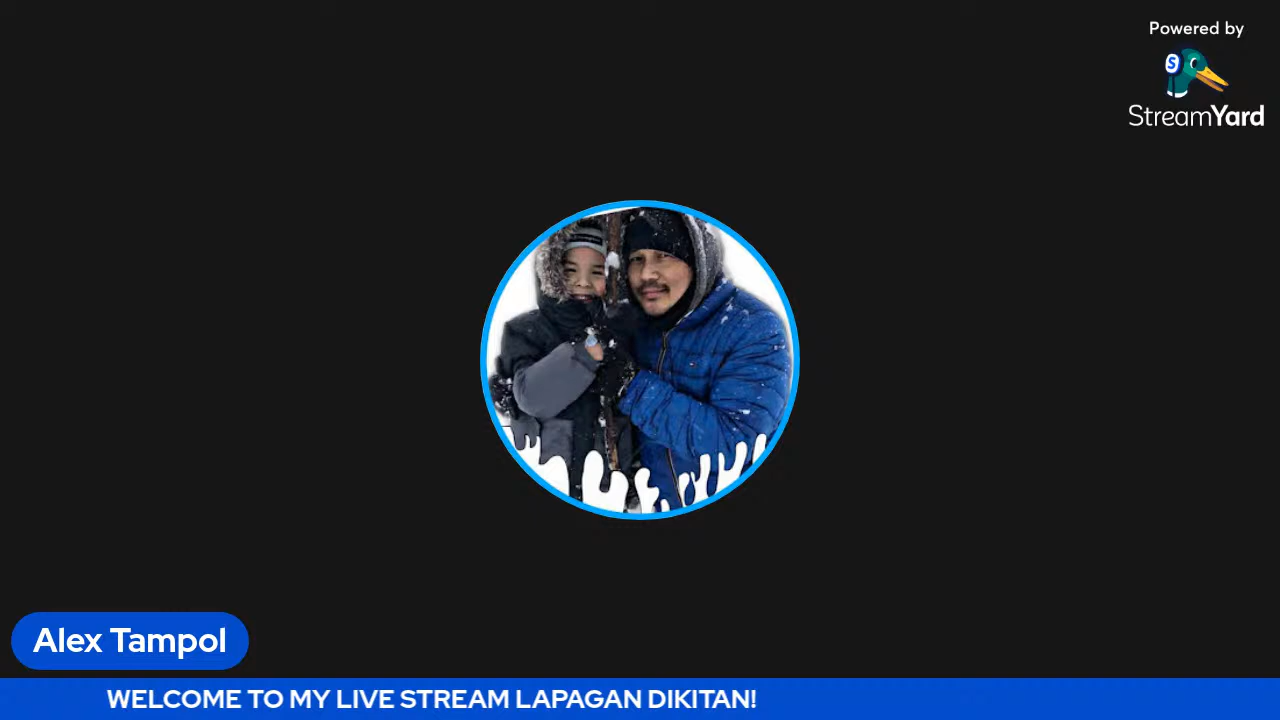 Powered by
S
StreamYard
Alex Tampol
WELCOME TO MY LIVE STREAM LAPAGAN DIKITAN!